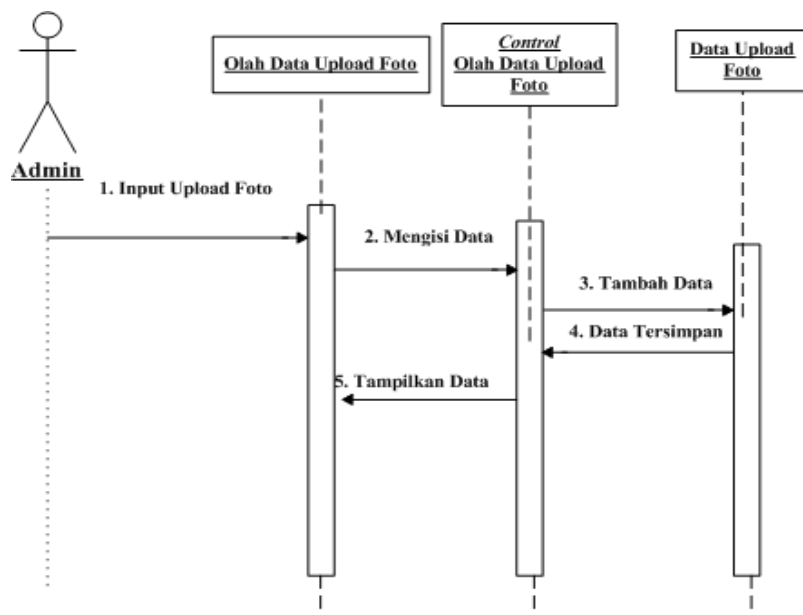 Admin
Olah Data Upload Foto
Control
Olah Data Upload
Foto
Data Upload
Foto
1. Input Upload Foto
2. Mengisi Data
3. Tambah Data
4. Data Tersimpan
5. Tampilkan Data